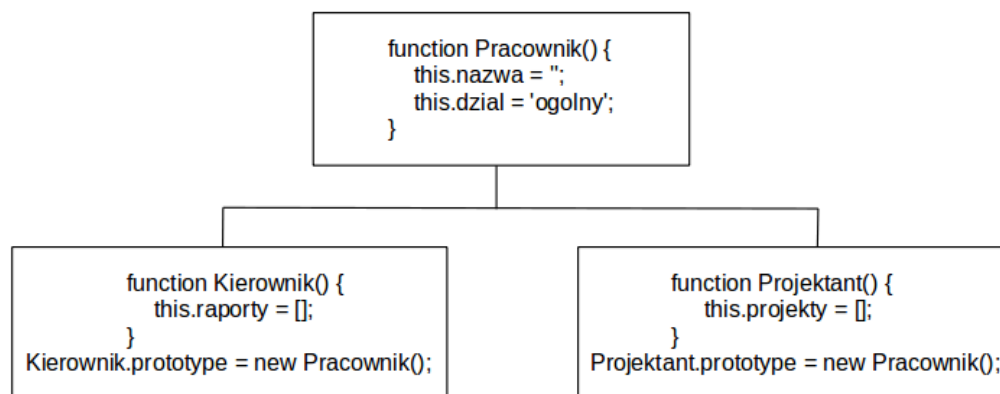 function Pracownik() {
this.nazwa = '';
this.dzial = 'ogolny';
}
function Kierownik() {
this.raporty = [];
}
Kierownik.prototype = new Pracownik();
function Projektant() {
this.projekty = [];
}
Projektant.prototype = new Pracownik();